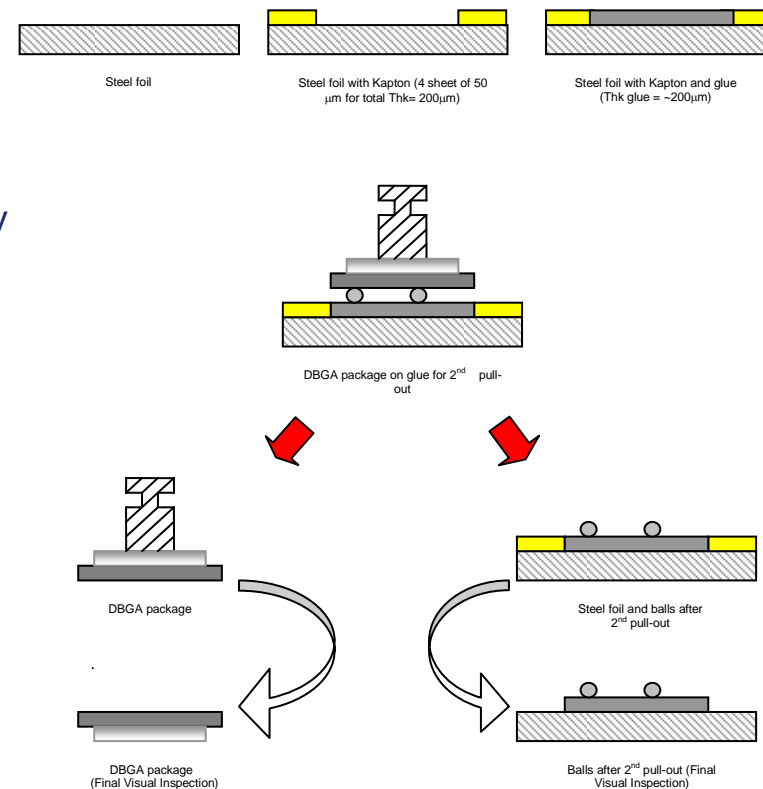 Steel foil
Steel foil with Kapton (4 sheet of 50
μm for total Thk= 200μm)
Steel foil with Kapton and glue
(Thk glue = ~200μm)
y
DBGA package on glue for 2nd pull-
out
DBGA package
Steel foil and balls after
2nd pull-out
.
DBGA package
(Final Visual Inspection)
Balls after 2nd pull-out (Final
Visual Inspection)